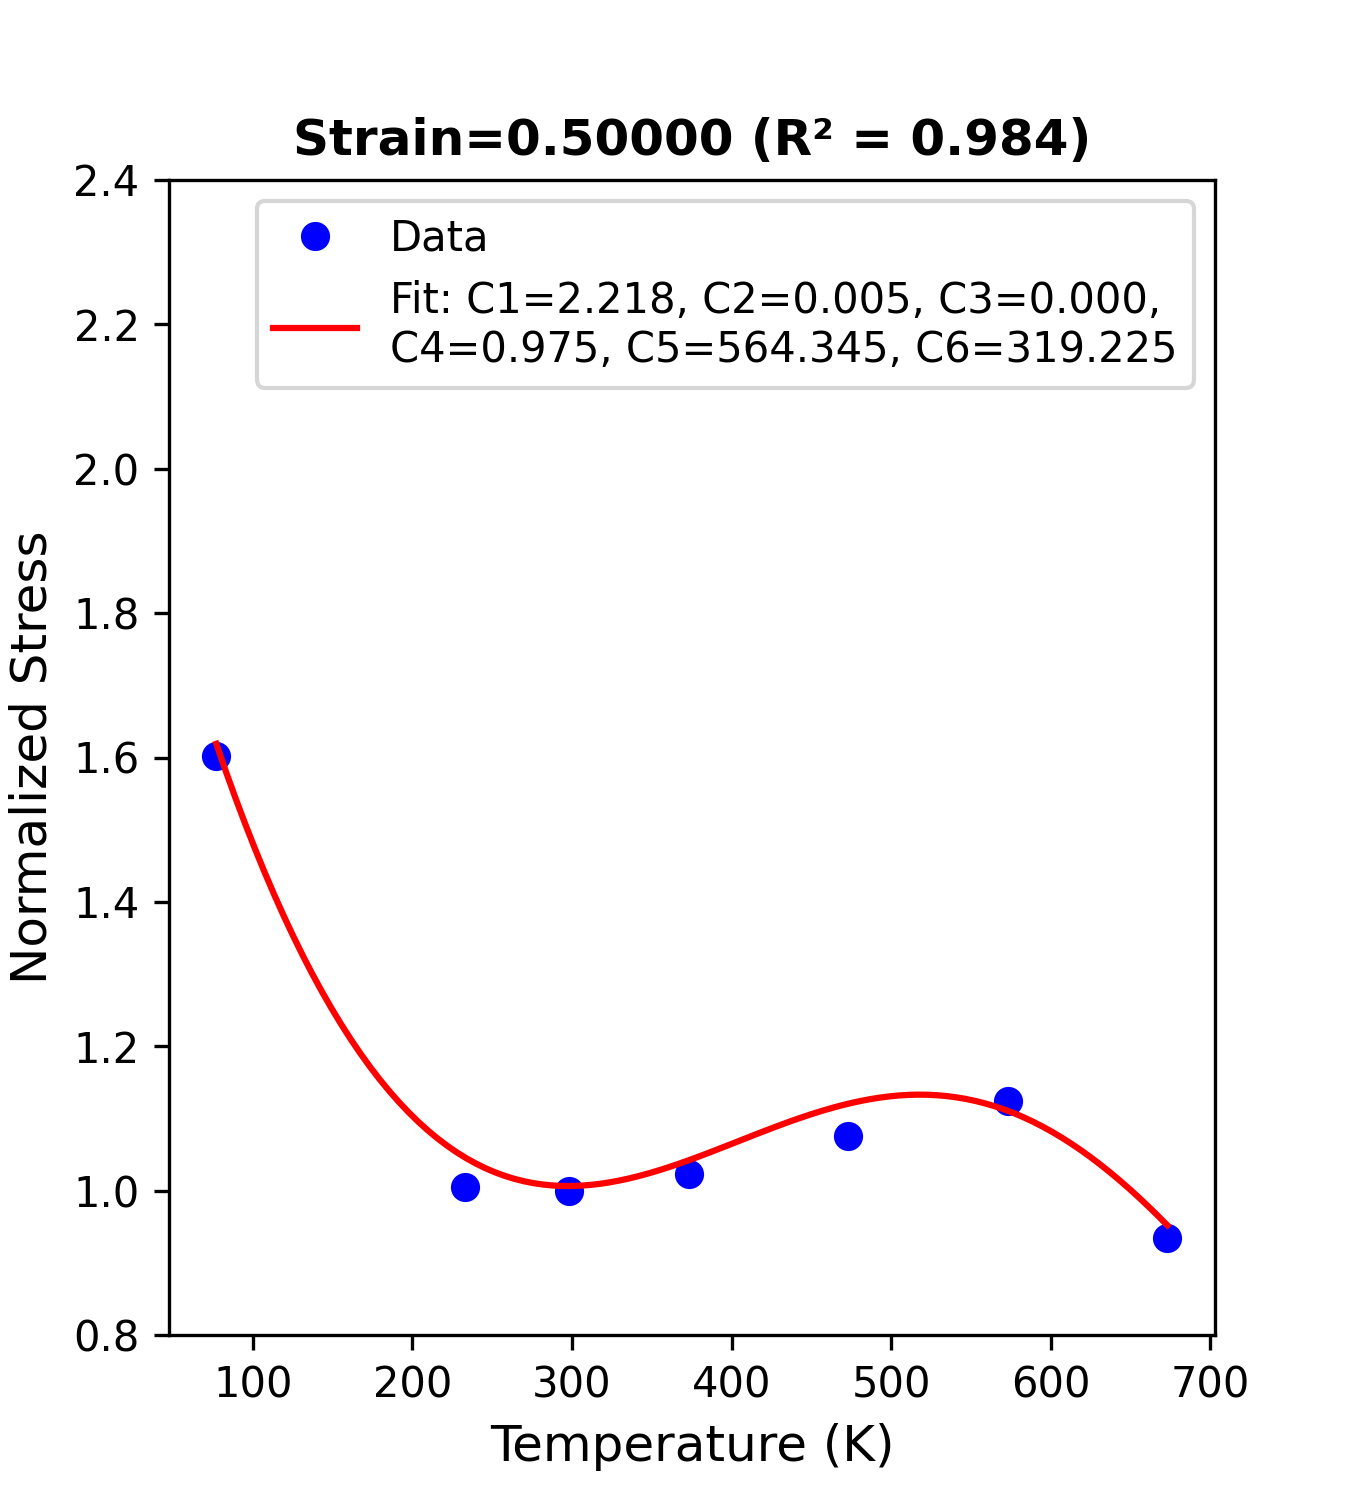 Strain=0.50000 (R² = 0.984)
2.4
2.2
2.0
1.8
1.6
1.4
1.2
1.0
0.8
Normalized Stress
Data
Fit: C1=2.218, C2=0.005, C3=0.000,
C4=0.975, C5=564.345, C6=319.225
100 200 300 400 500 600 700
Temperature (K)